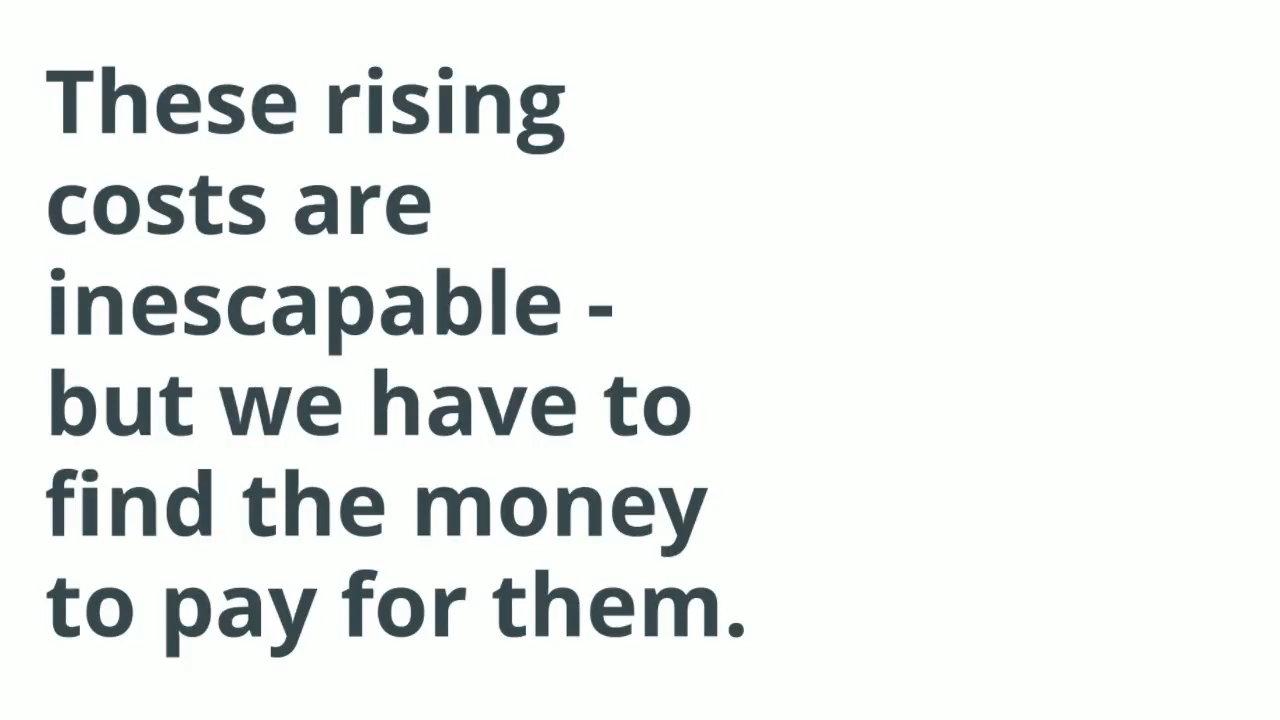 These rising
costs are
inescapable -
but we have to
find the money
to pay for them.